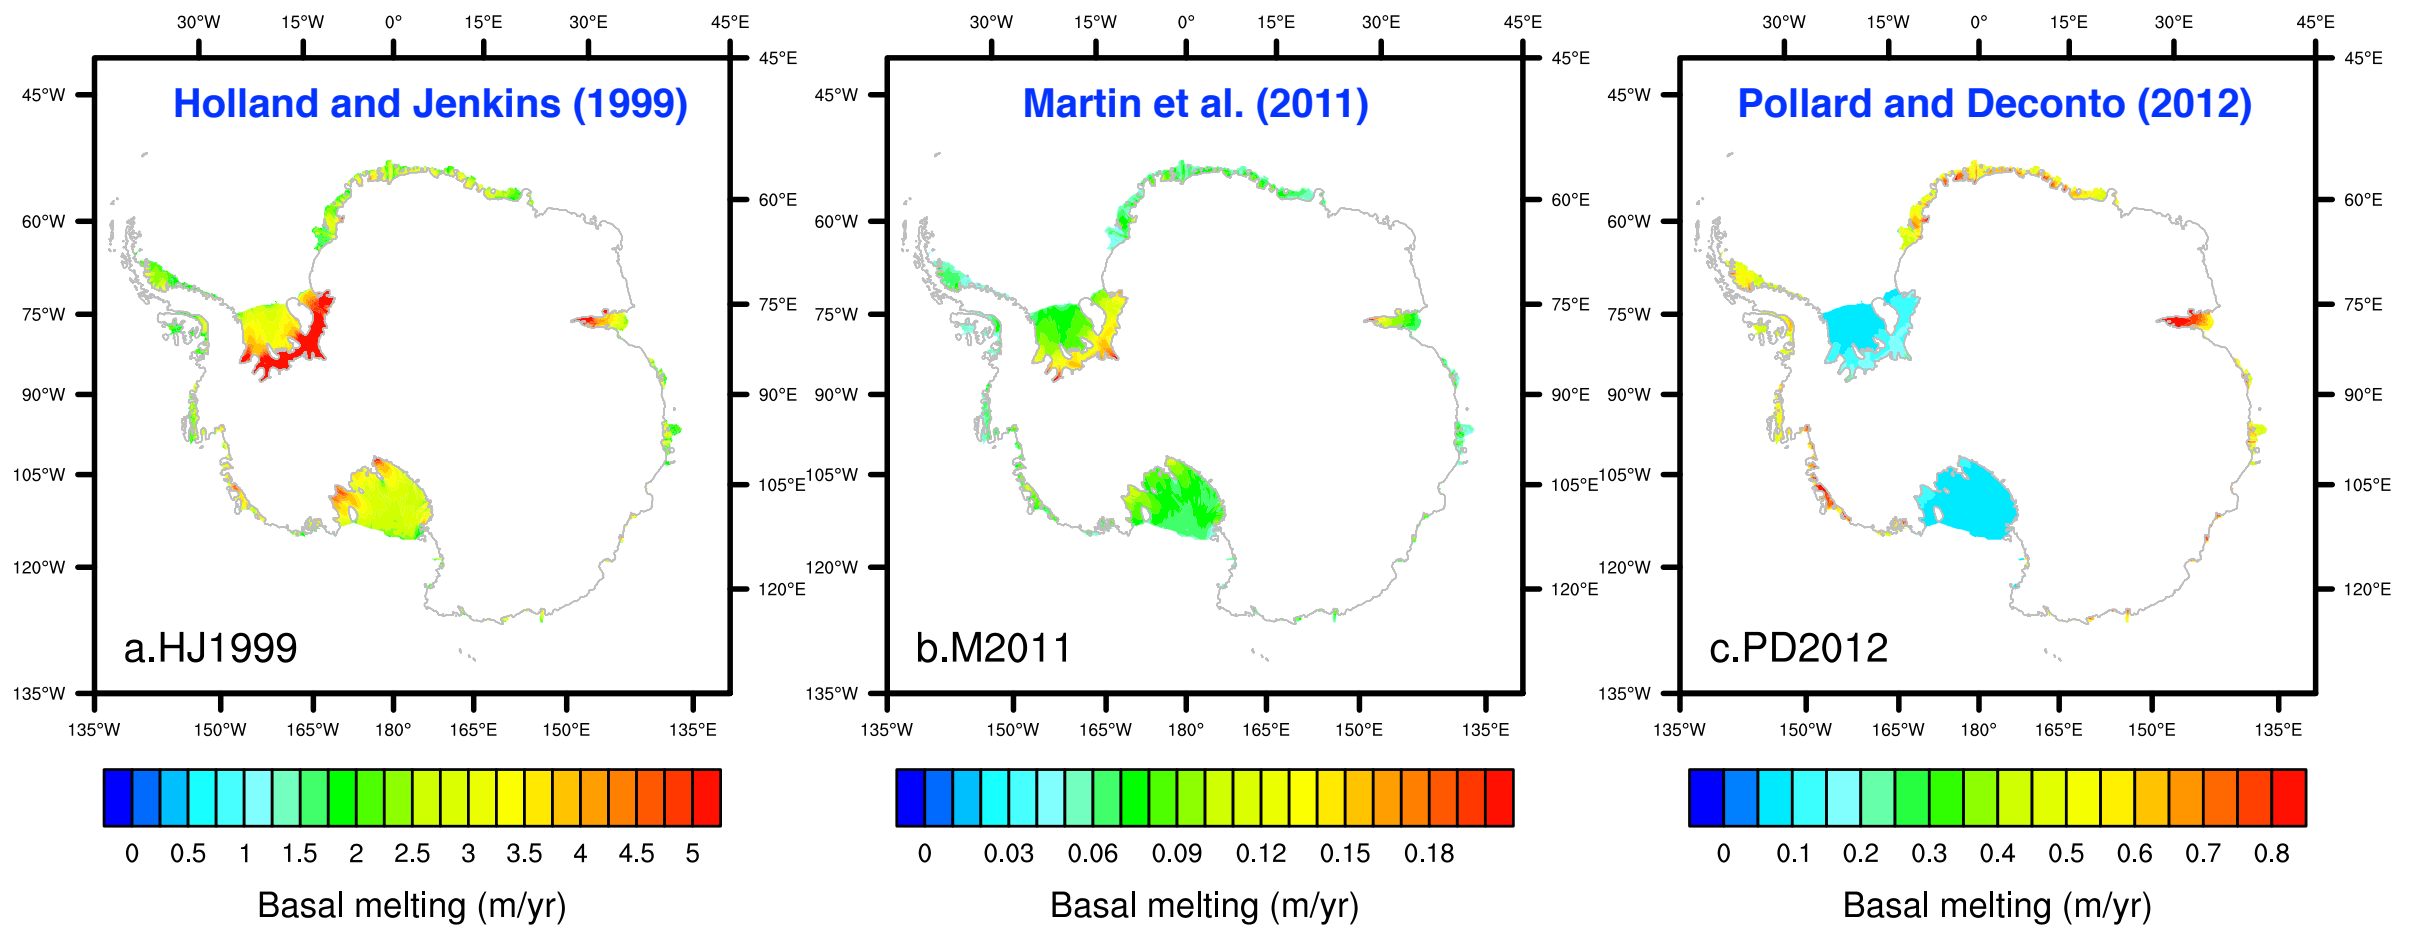 30°W 15°W 0° 15°E 30°E 45°E 30°W 15°W 0° 15°E 30°E 45°E 30°W 15°W 0° 15°E 30°E 45°E
45°E 45°E 45°E
Holland and Jenkins (1999) Martin et al. (2011) Pollard and Deconto (2012)
45°W 45°W 45°W
60°E 60°E 60°E
60°W 60°W 60°W
75°E 75°E 75°E
75°W 75°W 75°W
90°W 90°E 90°W 90°E 90°W 90°E
105°W 105°E 105°W 105°E 105°W 105°E
120°W 120°W 120°W
120°E 120°E 120°E
a.HJ1999 b.M2011 c.PD2012
135°W 135°W 135°W
135°W 150°W 165°W 180° 165°E 150°E 135°E 135°W 150°W 165°W 180° 165°E 150°E 135°E 135°W 150°W 165°W 180° 165°E 150°E 135°E
0 0.5 1 1.5 2 2.5 3 3.5 4 4.5 5 0 0.03 0.06 0.09 0.12 0.15 0.18 0 0.1 0.2 0.3 0.4 0.5 0.6 0.7 0.8
Basal melting (m/yr) Basal melting (m/yr) Basal melting (m/yr)